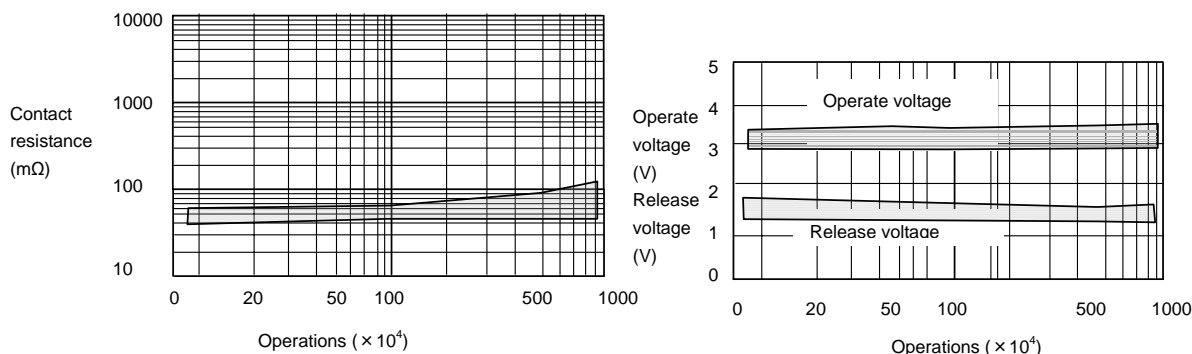 10000
1000
100
10
Contact
resistance
(mΩ)
0 20 50 100 500 1000
Operations (×10⁴)
5
4
3
2
1
0
Operate
voltage
(V)
Release
voltage
(V)
Operate voltage
Release voltage
0 20 50 100 500 1000
Operations (×10⁴)